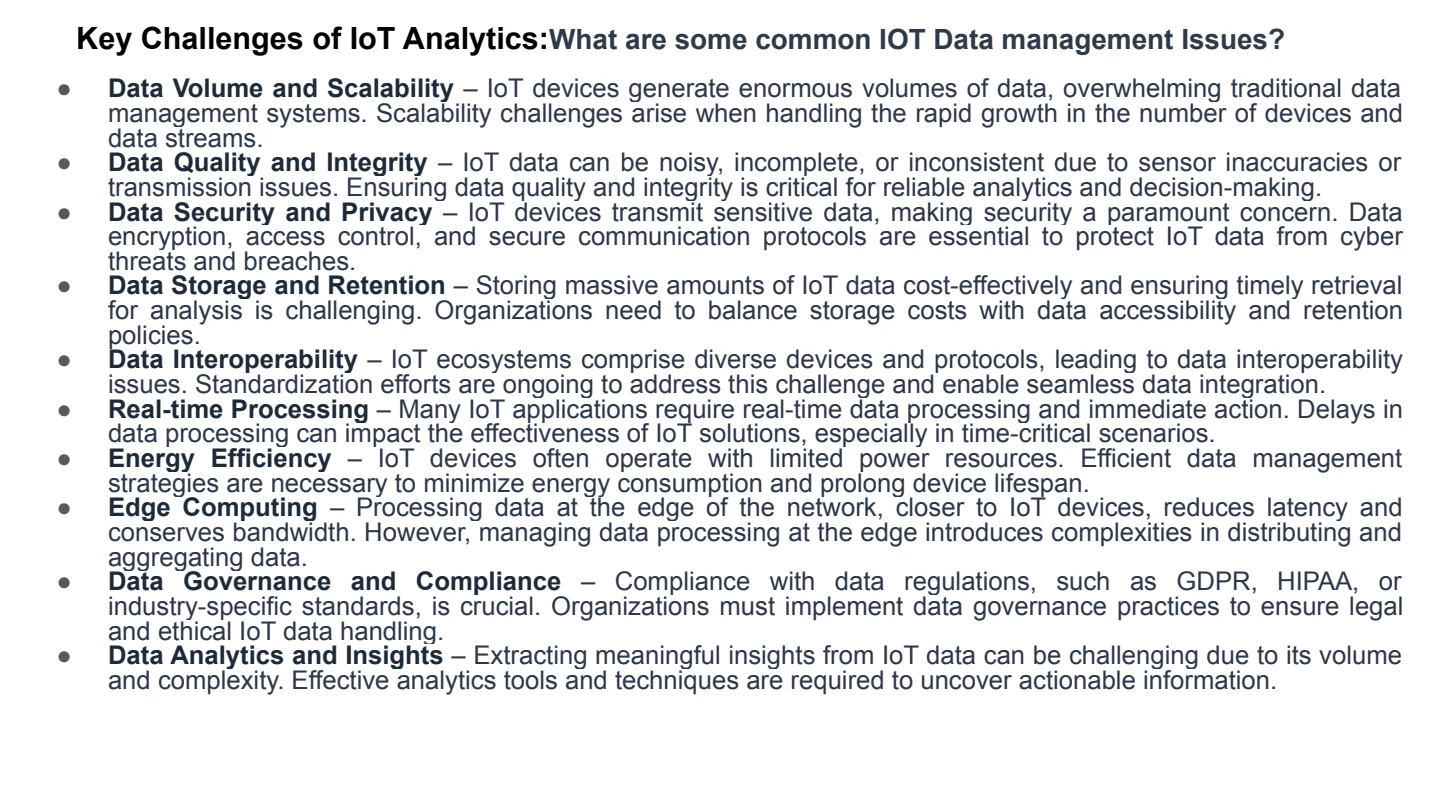 Key Challenges of IoT Analytics:What are some common IOT Data management Issues?
● Data Volume and Scalability – IoT devices generate enormous volumes of data, overwhelming traditional data
management systems. Scalability challenges arise when handling the rapid growth in the number of devices and
data streams.
● Data Quality and Integrity – IoT data can be noisy, incomplete, or inconsistent due to sensor inaccuracies or
transmission issues. Ensuring data quality and integrity is critical for reliable analytics and decision-making.
● Data Security and Privacy – IoT devices transmit sensitive data, making security a paramount concern. Data
encryption, access control, and secure communication protocols are essential to protect IoT data from cyber
threats and breaches.
● Data Storage and Retention – Storing massive amounts of IoT data cost-effectively and ensuring timely retrieval
for analysis is challenging. Organizations need to balance storage costs with data accessibility and retention
policies.
● Data Interoperability – IoT ecosystems comprise diverse devices and protocols, leading to data interoperability
issues. Standardization efforts are ongoing to address this challenge and enable seamless data integration.
● Real-time Processing – Many IoT applications require real-time data processing and immediate action. Delays in
data processing can impact the effectiveness of IoT solutions, especially in time-critical scenarios.
● Energy Efficiency – IoT devices often operate with limited power resources. Efficient data management
strategies are necessary to minimize energy consumption and prolong device lifespan.
● Edge Computing – Processing data at the edge of the network, closer to IoT devices, reduces latency and
conserves bandwidth. However, managing data processing at the edge introduces complexities in distributing and
aggregating data.
● Data Governance and Compliance – Compliance with data regulations, such as GDPR, HIPAA, or
industry-specific standards, is crucial. Organizations must implement data governance practices to ensure legal
and ethical IoT data handling.
● Data Analytics and Insights – Extracting meaningful insights from IoT data can be challenging due to its volume
and complexity. Effective analytics tools and techniques are required to uncover actionable information.